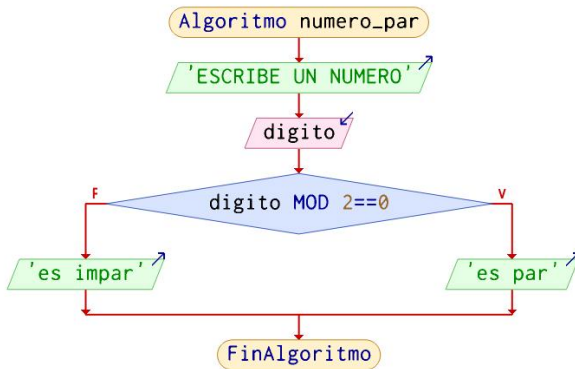 Algoritmo numero_par
'ESCRIBE UN NUMERO'
digito
digito MOD 2==0
F
V
'es impar'
'es par'
FinAlgoritmo